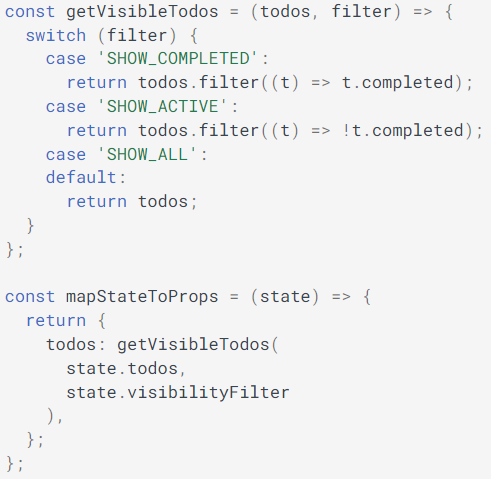 const getVisibleTodos = (todos, filter) => {
  switch (filter) {
    case 'SHOW_COMPLETED':
      return todos.filter((t) => t.completed);
    case 'SHOW_ACTIVE':
      return todos.filter((t) => !t.completed);
    case 'SHOW_ALL':
    default:
      return todos;
  }
};

const mapStateToProps = (state) => {
  return {
    todos: getVisibleTodos(
      state.todos,
      state.visibilityFilter
    ),
  };
};